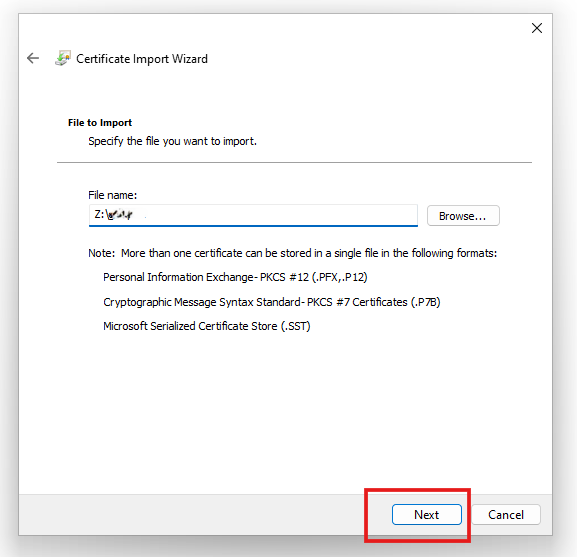 Certificate Import Wizard
File to Import
Specify the file you want to import.
File name:
Z:\
Browse...
Note: More than one certificate can be stored in a single file in the following formats:
Personal Information Exchange- PKCS #12 (.PFX,.P12)
Cryptographic Message Syntax Standard- PKCS #7 Certificates (.P7B)
Microsoft Serialized Certificate Store (.SST)
Next
Cancel